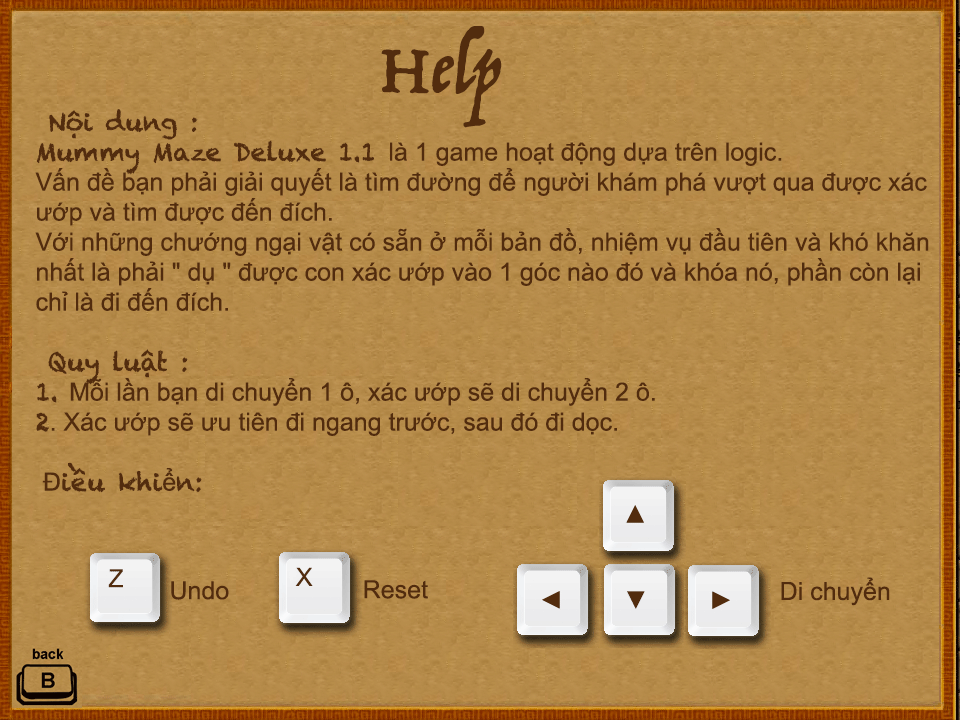 Help
Nội dung :
Mummy Maze Deluxe 1.1 là 1 game hoạt động dựa trên logic.
Vấn đề bạn phải giải quyết là tìm đường để người khám phá vượt qua được xác
ướp và tìm được đến đích.
Với những chướng ngại vật có sẵn ở mỗi bản đồ, nhiệm vụ đầu tiên và khó khăn
nhất là phải " dụ " được con xác ướp vào 1 góc nào đó và khóa nó, phần còn lại
chỉ là đi đến đích.
Quy luật :
1. Mỗi lần bạn di chuyển 1 ô, xác ướp sẽ di chuyển 2 ô.
2. Xác ướp sẽ ưu tiên đi ngang trước, sau đó đi dọc.
Điều khiển:
▲
Z Undo X Reset ◄ ▼ ► Di chuyển
back
B